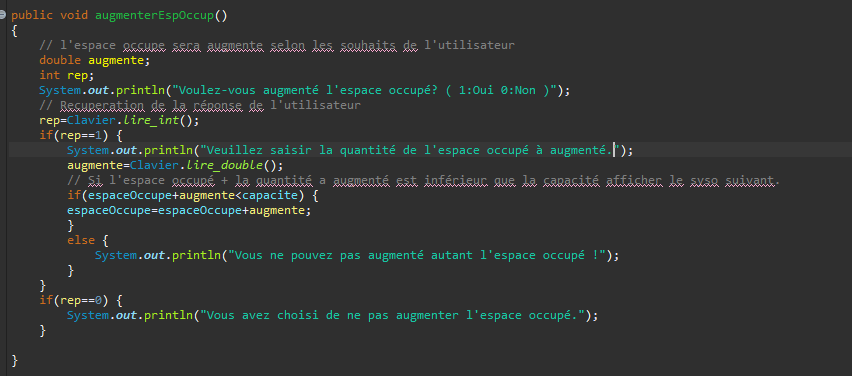 public void augmenterEspOccup()
{
// l'espace occupe sera augmente selon les souhaits de l'utilisateur
double augmente;
int rep;
System.out.println("Voulez-vous augmenté l'espace occupé? ( 1:Oui 0:Non )");
// Recuperation de la réponse de l'utilisateur
rep=Clavier.lire_int();
if(rep==1) {
System.out.println("Veuillez saisir la quantité de l'espace occupé à augmenté.");
augmente=Clavier.lire_double();
// Si l'espace occupé + la quantité a augmenté est inférieur que la capacité afficher le syso suivant.
if(espaceOccupe+augmente<capacite) {
espaceOccupe=espaceOccupe+augmente;
}
else {
System.out.println("Vous ne pouvez pas augmenté autant l'espace occupé !");
}
}
if(rep==0) {
System.out.println("Vous avez choisi de ne pas augmenter l'espace occupé.");
}
}